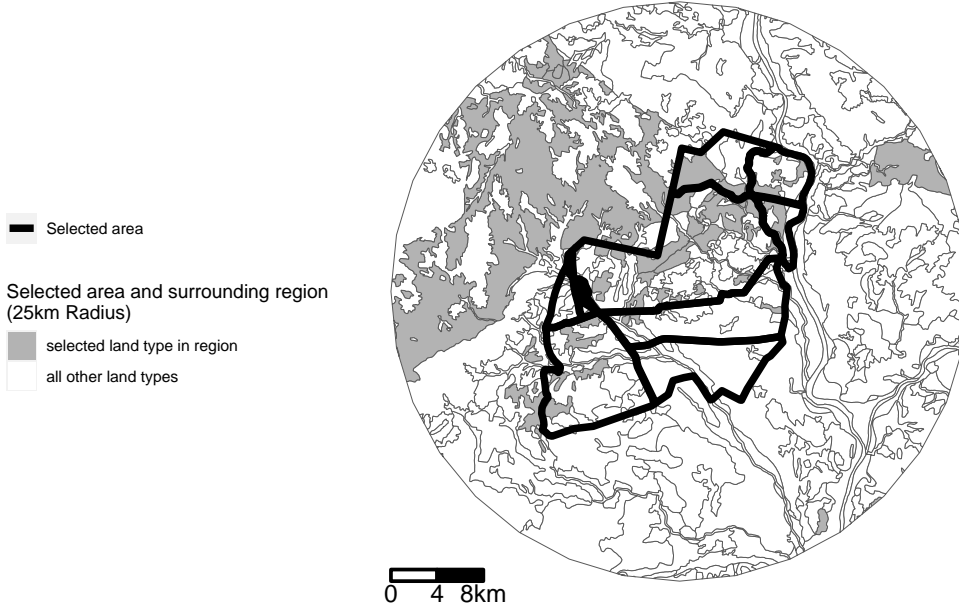 Selected area
Selected area and surrounding region
(25km Radius)
selected land type in region
all other land types
0 4 8km